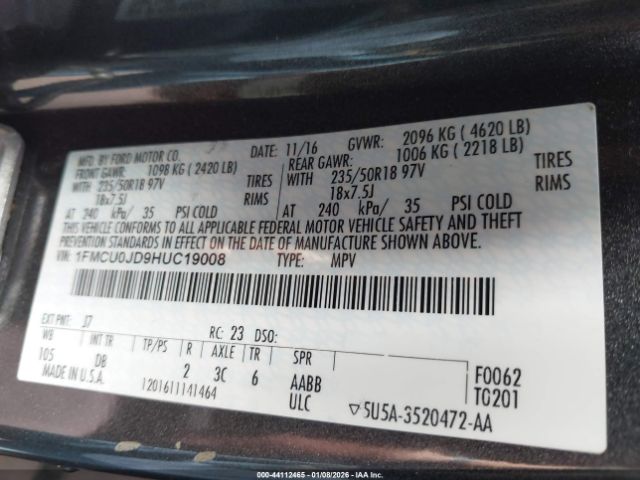 MFD. BY FORD MOTOR CO.
DATE: 11/16 GVWR: 2096 KG ( 4620 LB)
FRONT GAWR: 1098 KG ( 2420 LB) REAR GAWR: 1006 KG ( 2218 LB)
WITH 235/50R18 97V TIRES WITH 235/50R18 97V TIRES
18x7.5J RIMS 18x7.5J RIMS
AT 240 kPa/ 35 PSI COLD AT 240 kPa/ 35 PSI COLD
THIS VEHICLE CONFORMS TO ALL APPLICABLE FEDERAL MOTOR VEHICLE SAFETY AND THEFT
PREVENTION STANDARDS IN EFFECT ON THE DATE OF MANUFACTURE SHOWN ABOVE.
VIN: 1FMCU0JD9HUC19008 TYPE: MPV
EXT PNT: J7 RC: 23 DSO:
WB INT TR TP/PS R AXLE TR SPR F0062
105 DB 2 3C 6 AABB TG201
MADE IN U.S.A. ULC
1201611141464 ▽5U5A-3520472-AA
000-44112465 - 01/08/2026 - IAA Inc.